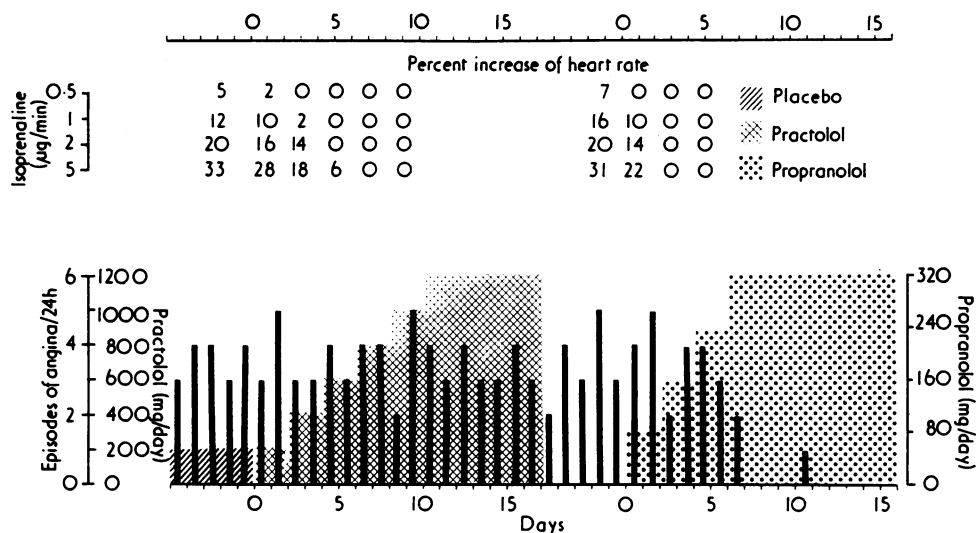 0 5 10 15 0 5 10 15
Percent increase of heart rate
Isoprenaline
(µg/min)
0·5 5 2 0 0 0 0 7 0 0 0 Placebo
1 12 10 2 0 0 0 16 10 0 0 Practolol
2 20 16 14 0 0 0 20 14 0 0
5 33 28 18 6 0 0 31 22 0 0 Propranolol
Episodes of angina/24h
6 4 2 0
Practolol (mg/day)
1200
1000
800
600
400
200
0
Propranolol (mg/day)
320
240
160
80
0
0 5 10 15 0 5 10 15
Days